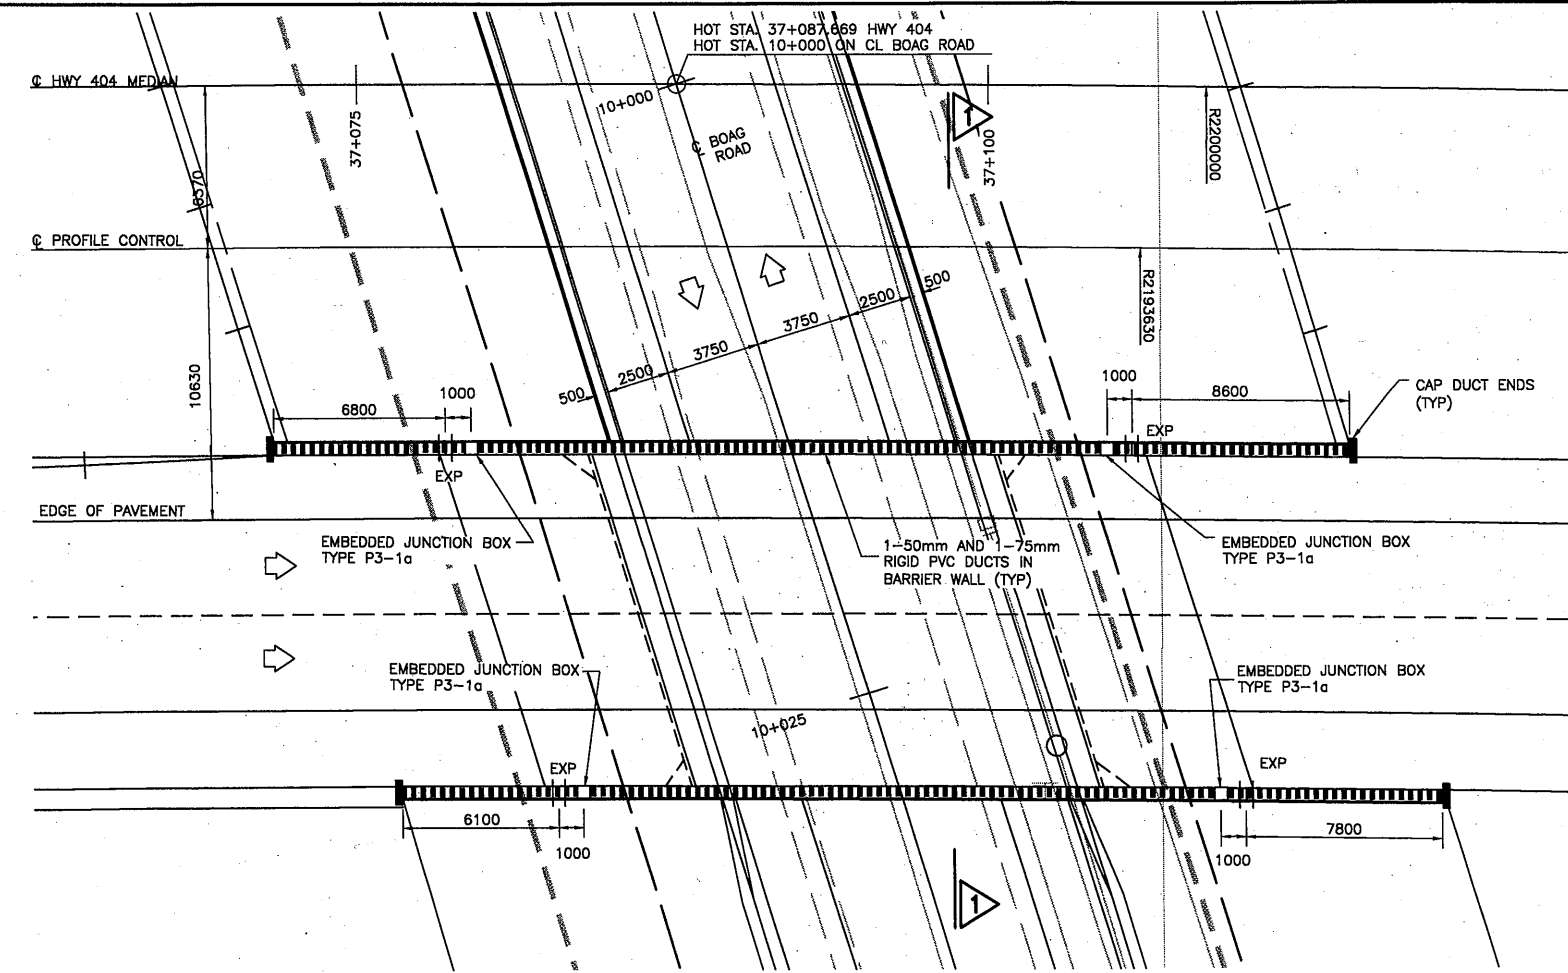 HOT STA. 37+087.669 HWY 404
HOT STA. 10+000 ON CL BOAG ROAD
℄ HWY 404 MEDIAN
10+000
1
37+075
℄ BOAG
ROAD
37+100
R2200000
6370
℄ PROFILE CONTROL
R2193630
500
2500
3750
3750
2500
500
10630
6800
1000
1000
8600
CAP DUCT ENDS
(TYP)
EXP
EXP
EDGE OF PAVEMENT
EMBEDDED JUNCTION BOX
TYPE P3-1a
1-50mm AND 1-75mm
RIGID PVC DUCTS IN
BARRIER WALL (TYP)
EMBEDDED JUNCTION BOX
TYPE P3-1a
EMBEDDED JUNCTION BOX
TYPE P3-1a
EMBEDDED JUNCTION BOX
TYPE P3-1a
10+025
EXP
EXP
6100
1000
1000
7800
1